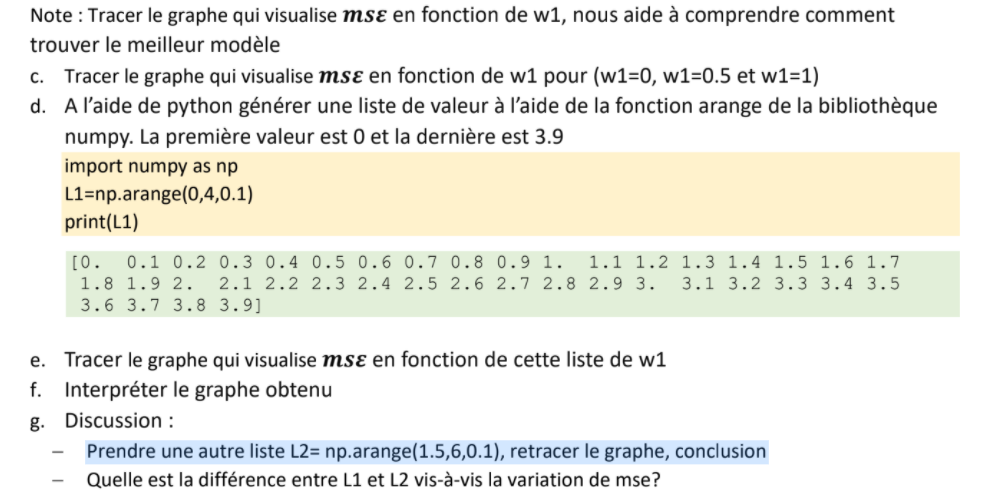 Note : Tracer le graphe qui visualise msε en fonction de w1, nous aide à comprendre comment
trouver le meilleur modèle
c. Tracer le graphe qui visualise msε en fonction de w1 pour (w1=0, w1=0.5 et w1=1)
d. A l’aide de python générer une liste de valeur à l’aide de la fonction arange de la bibliothèque
numpy. La première valeur est 0 et la dernière est 3.9
import numpy as np
L1=np.arange(0,4,0.1)
print(L1)
[0. 0.1 0.2 0.3 0.4 0.5 0.6 0.7 0.8 0.9 1. 1.1 1.2 1.3 1.4 1.5 1.6 1.7
1.8 1.9 2. 2.1 2.2 2.3 2.4 2.5 2.6 2.7 2.8 2.9 3. 3.1 3.2 3.3 3.4 3.5
3.6 3.7 3.8 3.9]
e. Tracer le graphe qui visualise msε en fonction de cette liste de w1
f. Interpréter le graphe obtenu
g. Discussion :
– Prendre une autre liste L2= np.arange(1.5,6,0.1), retracer le graphe, conclusion
– Quelle est la différence entre L1 et L2 vis-à-vis la variation de mse?